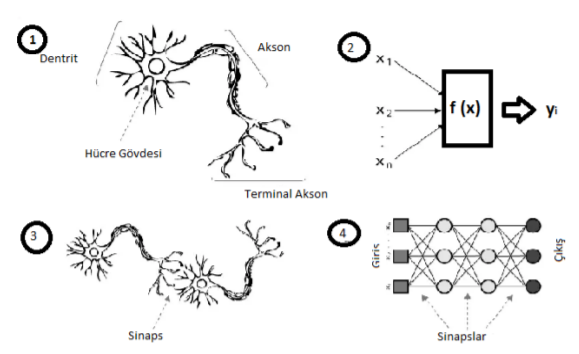 1
Dentrit
Akson
Hücre Gövdesi
Terminal Akson
2
x1
x2
xn
f (x)
yi
3
Sinaps
4
Giriş
Çıkış
Sinapslar